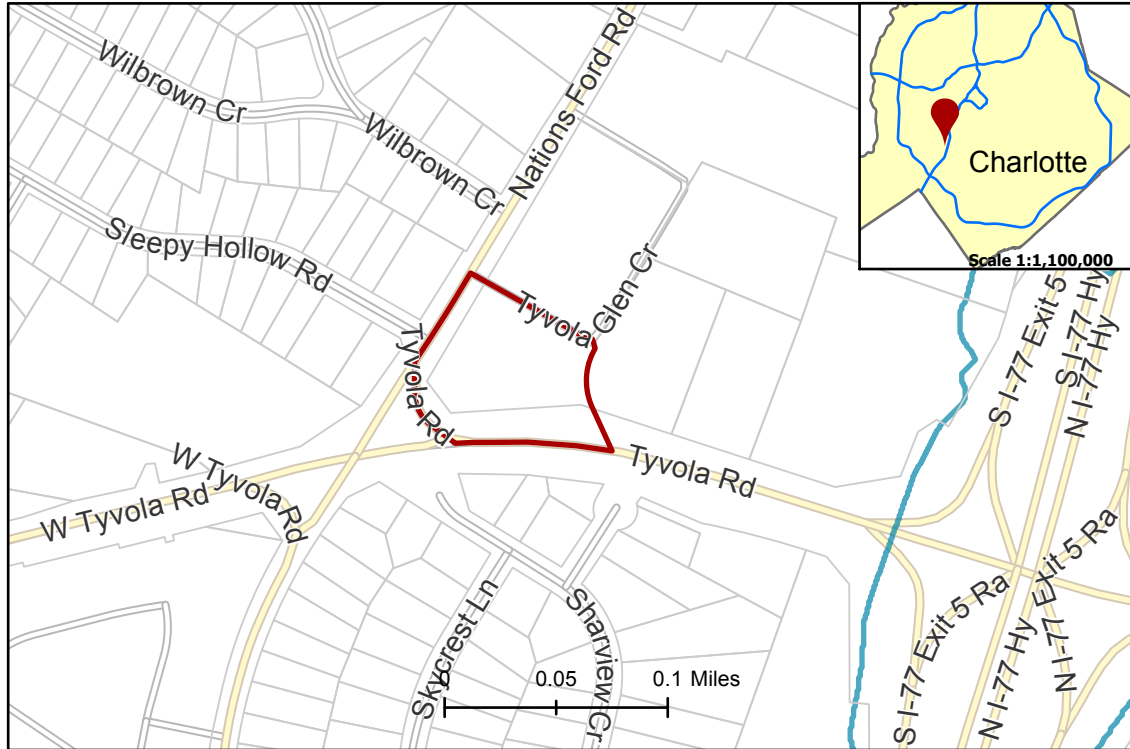 Wilbrown Cr
Wilbrown Cr
Nations Ford Rd
Charlotte
Scale 1:1,100,000
Sleepy Hollow Rd
Tyvola Glen Cr
Tyvola Rd
S I-77 Exit 5
S I-77 Hy
N I-77 Hy
W Tyvola Rd
W Tyvola Rd
Tyvola Rd
Skycrest Ln
Sharview Cr
S I-77 Exit 5 Ra
N I-77 Hy
Exit 5 Ra
N I-77
0 0.05 0.1 Miles